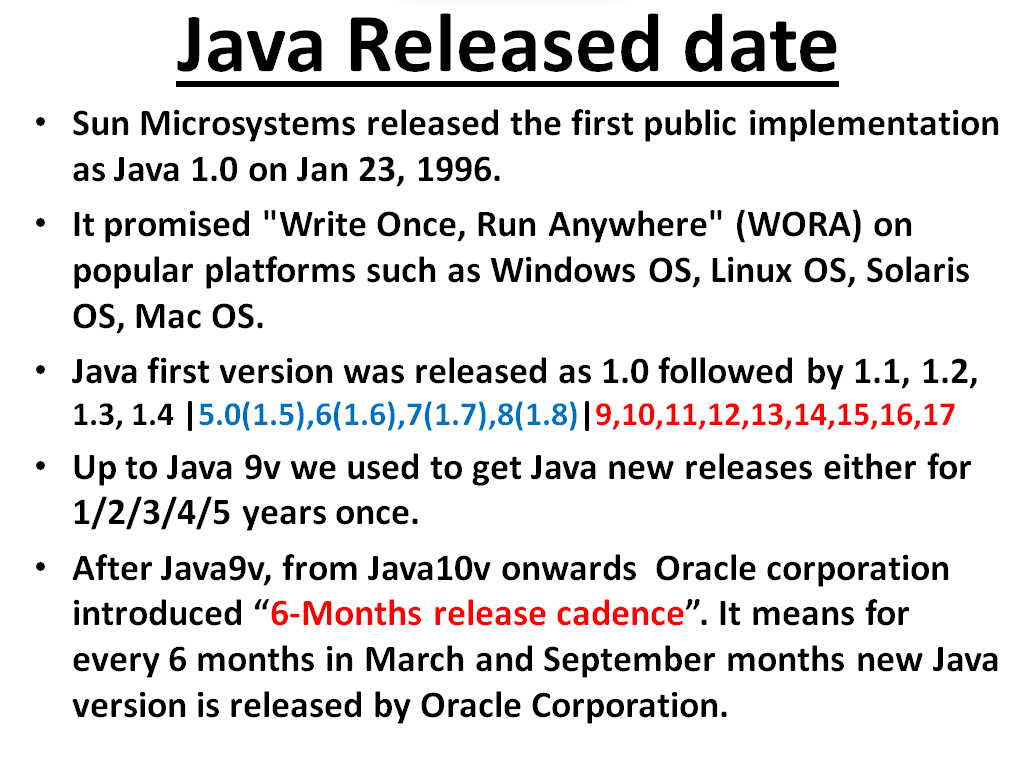 Java Released date
• Sun Microsystems released the first public implementation
as Java 1.0 on Jan 23, 1996.
• It promised "Write Once, Run Anywhere" (WORA) on
popular platforms such as Windows OS, Linux OS, Solaris
OS, Mac OS.
• Java first version was released as 1.0 followed by 1.1, 1.2,
1.3, 1.4 |5.0(1.5),6(1.6),7(1.7),8(1.8)|9,10,11,12,13,14,15,16,17
• Up to Java 9v we used to get Java new releases either for
1/2/3/4/5 years once.
• After Java9v, from Java10v onwards  Oracle corporation
introduced “6-Months release cadence”. It means for
every 6 months in March and September months new Java
version is released by Oracle Corporation.